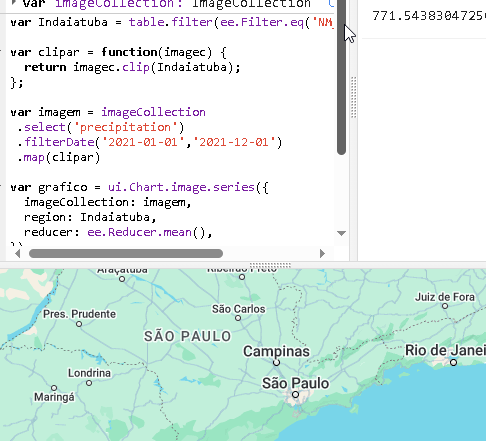 var imageCollection: ImageCollection
var Indaiatuba = table.filter(ee.Filter.eq('NM_
var clipar = function(imagec) {
return imagec.clip(Indaiatuba);
};
var imagem = imageCollection
.select('precipitation')
.filterDate('2021-01-01','2021-12-01')
.map(clipar)
var grafico = ui.Chart.image.series({
imageCollection: imagem,
region: Indaiatuba,
reducer: ee.Reducer.mean(),
})
771.5438304725
Araçatuba
Ribeirão Preto
Juiz de Fora
São Carlos
Pres. Prudente
SÃO PAULO
Campinas
Rio de Janei
Londrina
São Paulo
Maringá